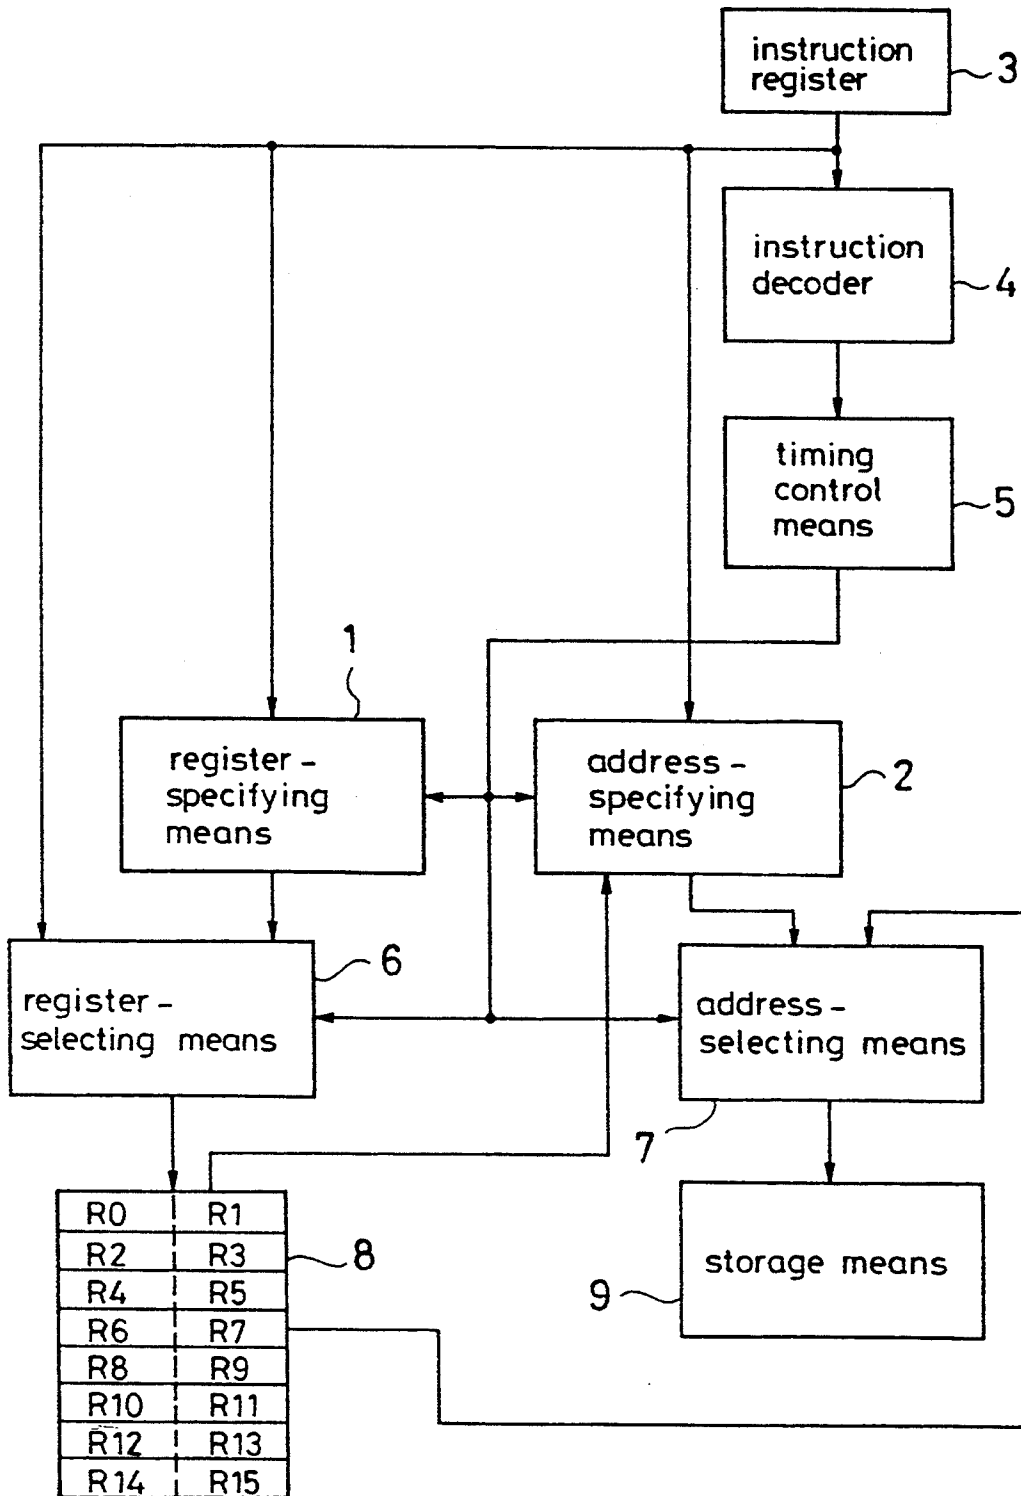 instruction
register
3
instruction
decoder
4
timing
control
means
5
1
register-
specifying
means
address-
specifying
means
2
6
register-
selecting means
address-
selecting means
7
R0 R1
R2 R3
8
R4 R5
R6 R7
R8 R9
R10 R11
R12 R13
R14 R15
storage means
9